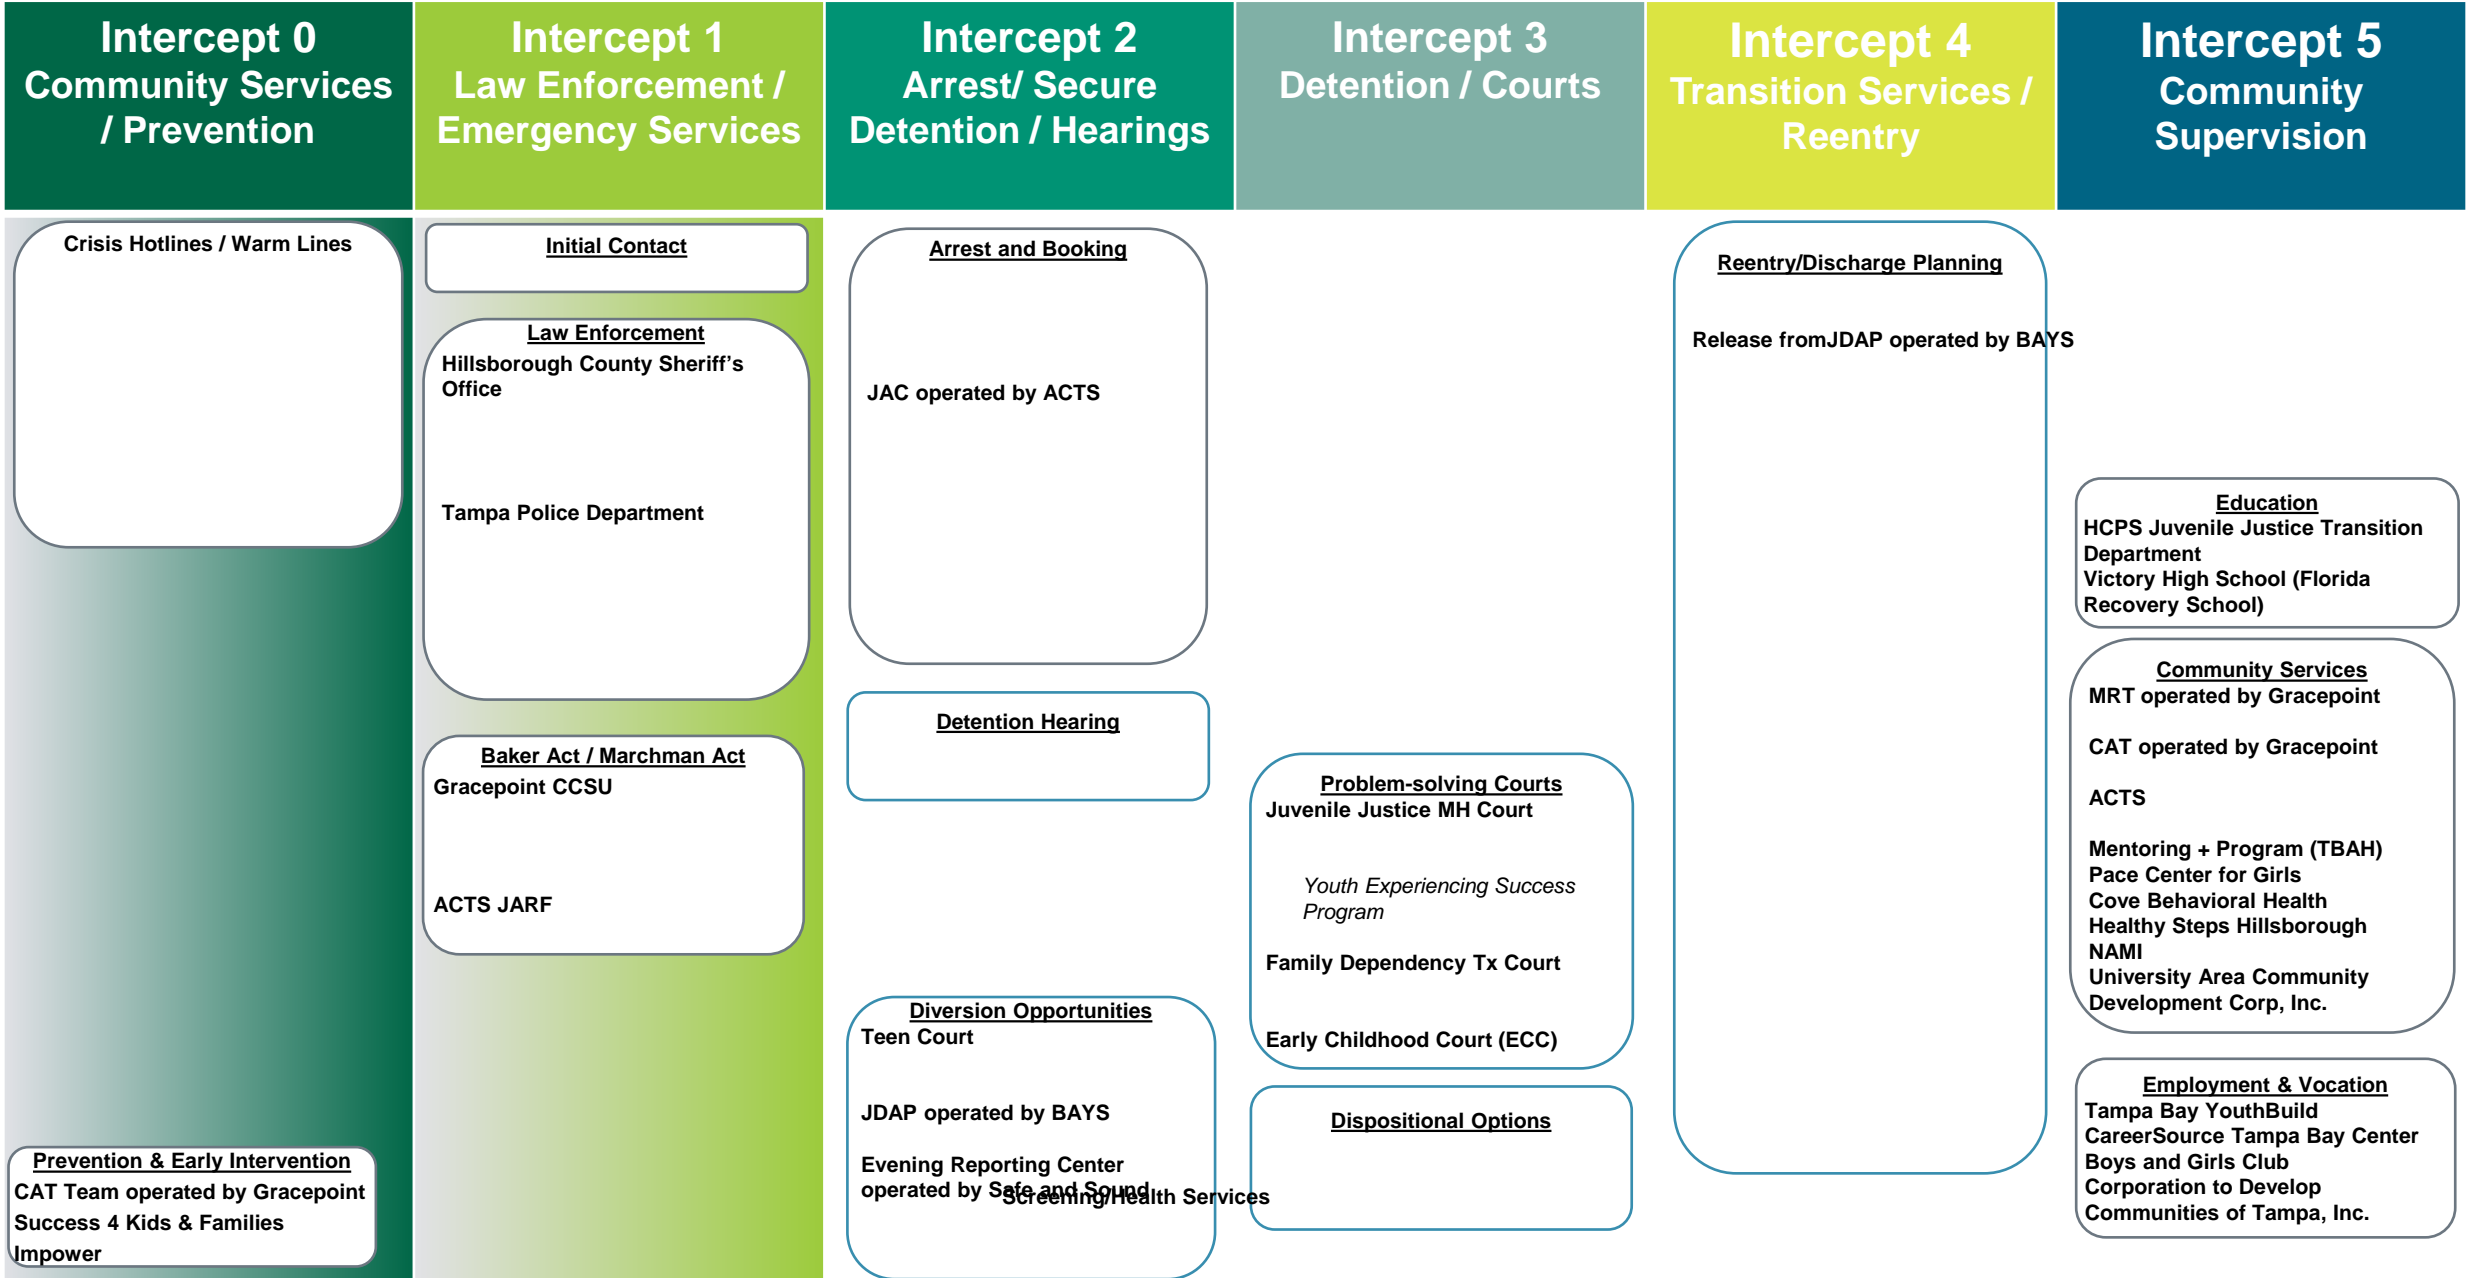 Intercept 0
Community Services
/ Prevention
Intercept 1
Law Enforcement /
Emergency Services
Intercept 2
Arrest/ Secure
Detention / Hearings
Intercept 3
Detention / Courts
Intercept 4
Transition Services /
Reentry
Intercept 5
Community
Supervision
Crisis Hotlines / Warm Lines
Prevention & Early Intervention
CAT Team operated by Gracepoint
Success 4 Kids & Families
Impower
Initial Contact
Law Enforcement
Hillsborough County Sheriff’s
Office
Tampa Police Department
Baker Act / Marchman Act
Gracepoint CCSU
ACTS JARF
Arrest and Booking
JAC operated by ACTS
Detention Hearing
Diversion Opportunities
Teen Court
JDAP operated by BAYS
Evening Reporting Center
operated by Safe and Sound
Screening/Health Services
Problem-solving Courts
Juvenile Justice MH Court
Youth Experiencing Success
Program
Family Dependency Tx Court
Early Childhood Court (ECC)
Dispositional Options
Reentry/Discharge Planning
Release fromJDAP operated by BAYS
Education
HCPS Juvenile Justice Transition
Department
Victory High School (Florida
Recovery School)
Community Services
MRT operated by Gracepoint
CAT operated by Gracepoint
ACTS
Mentoring + Program (TBAH)
Pace Center for Girls
Cove Behavioral Health
Healthy Steps Hillsborough
NAMI
University Area Community
Development Corp, Inc.
Employment & Vocation
Tampa Bay YouthBuild
CareerSource Tampa Bay Center
Boys and Girls Club
Corporation to Develop
Communities of Tampa, Inc.